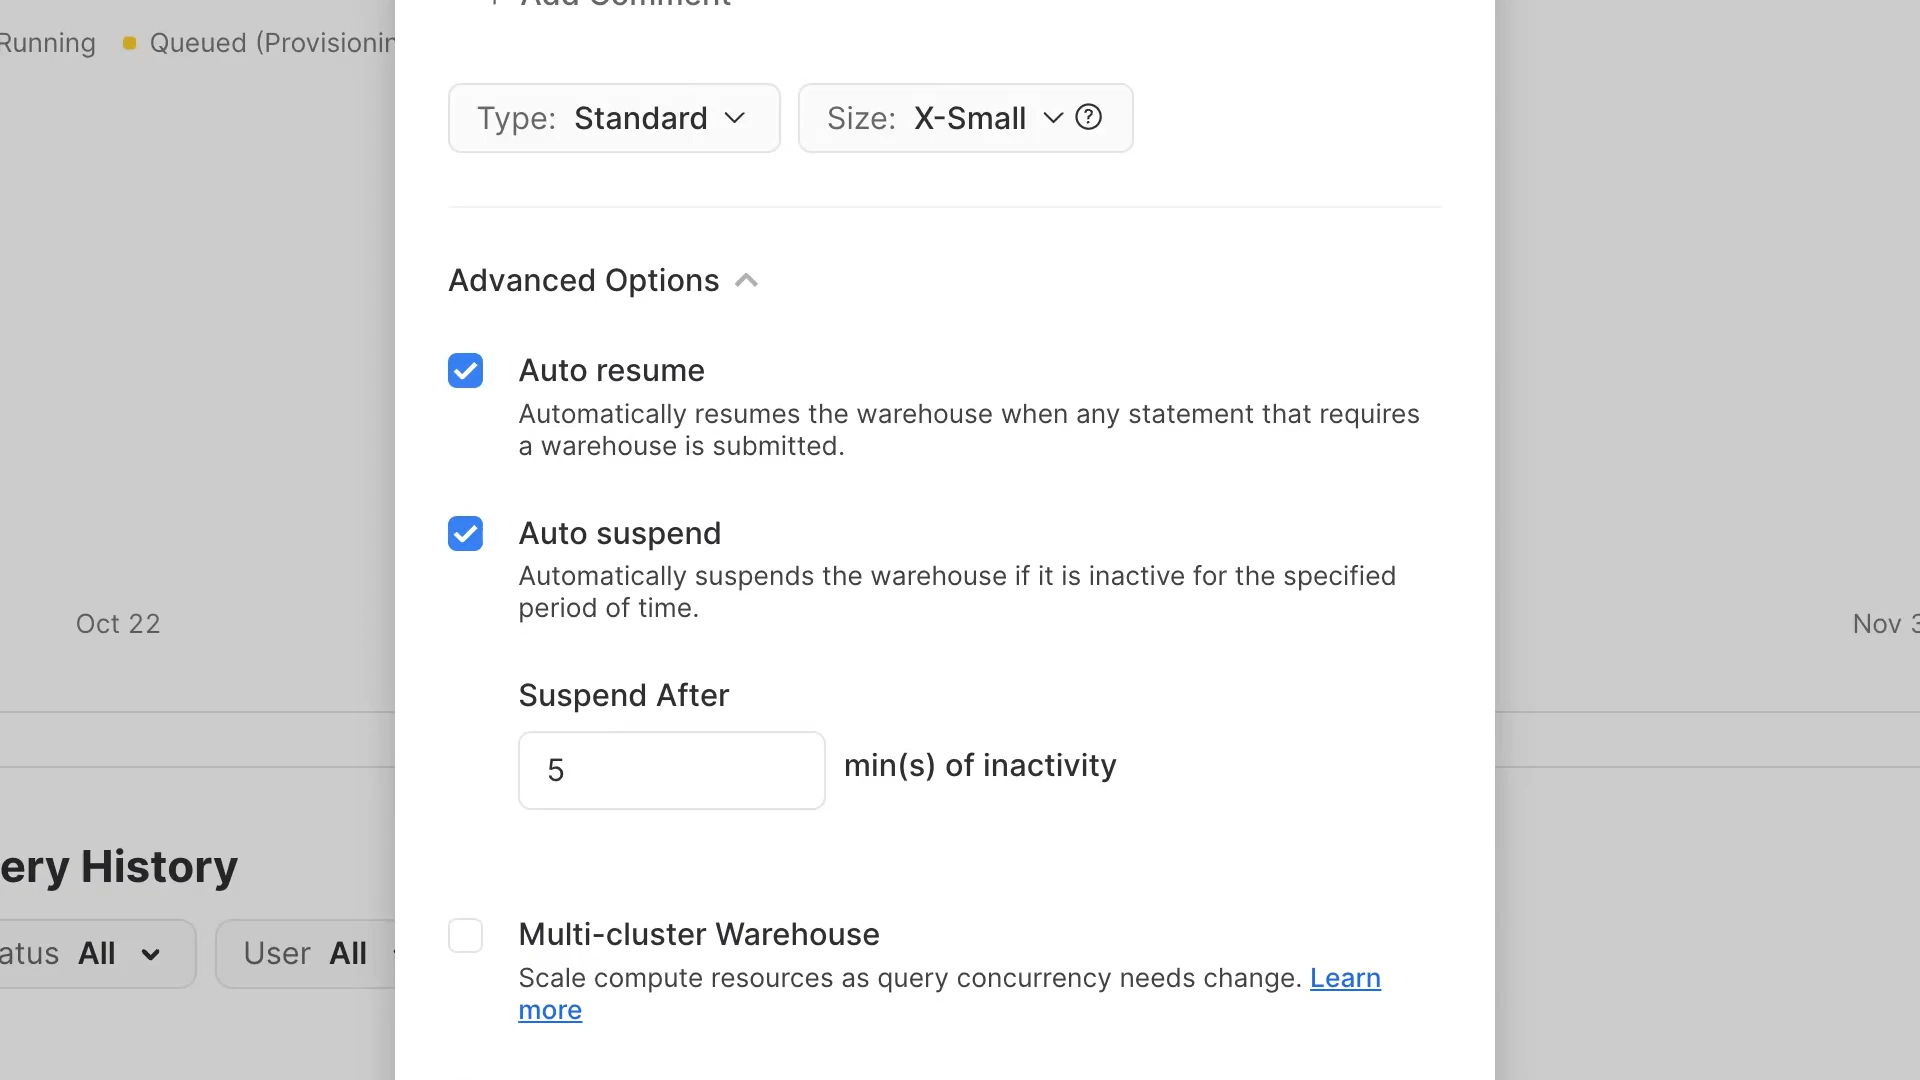 + Add Comment
Running Queued (Provisionin
Type: Standard Size: X-Small
Advanced Options
Auto resume
Automatically resumes the warehouse when any statement that requires
a warehouse is submitted.
Auto suspend
Automatically suspends the warehouse if it is inactive for the specified
period of time.
Oct 22
Nov 3
Suspend After
5 min(s) of inactivity
ery History
atus All User All
Multi-cluster Warehouse
Scale compute resources as query concurrency needs change. Learn
more